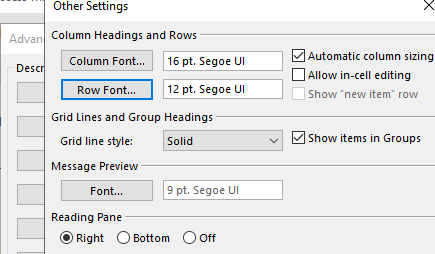 Other Settings
Advan
Column Headings and Rows
Column Font... 16 pt. Segoe UI
Automatic column sizing
Descr
Row Font... 12 pt. Segoe UI
Allow in-cell editing
Show "new item" row
Grid Lines and Group Headings
Grid line style: Solid
Show items in Groups
Message Preview
Font... 9 pt. Segoe UI
Reading Pane
Right Bottom Off